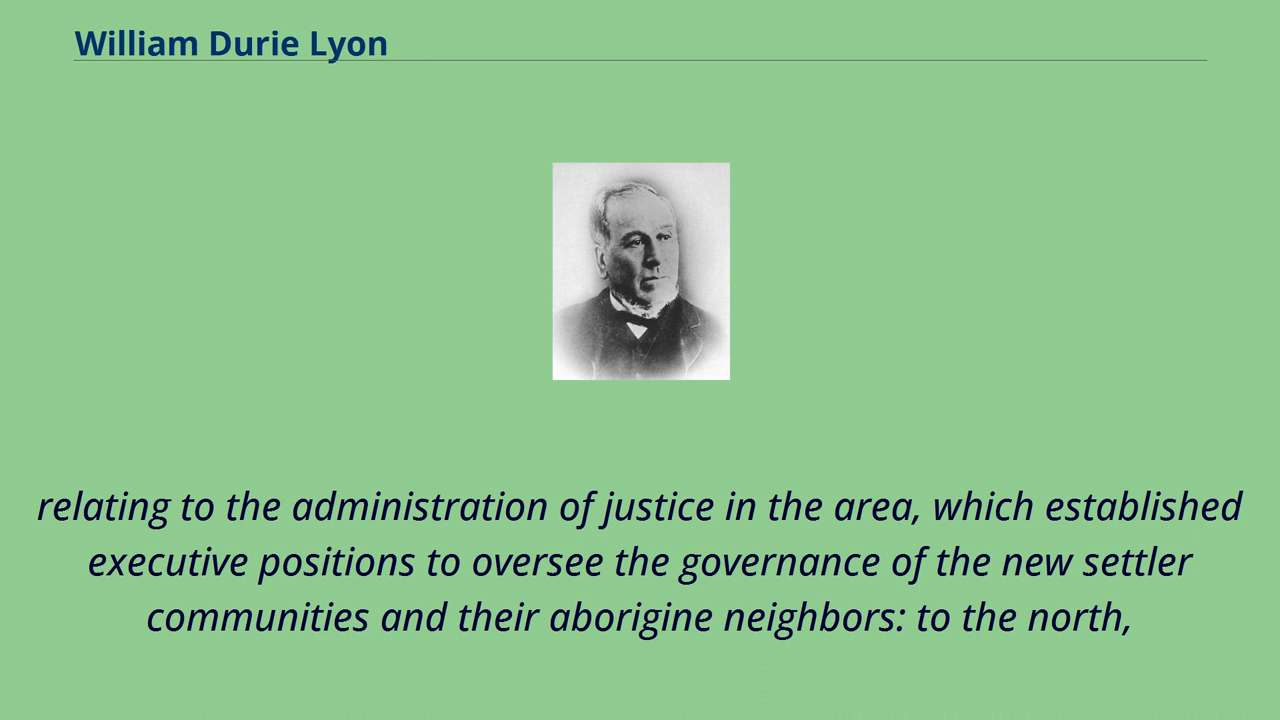 William Durie Lyon
relating to the administration of justice in the area, which established
executive positions to oversee the governance of the new settler
communities and their aborigine neighbors: to the north,